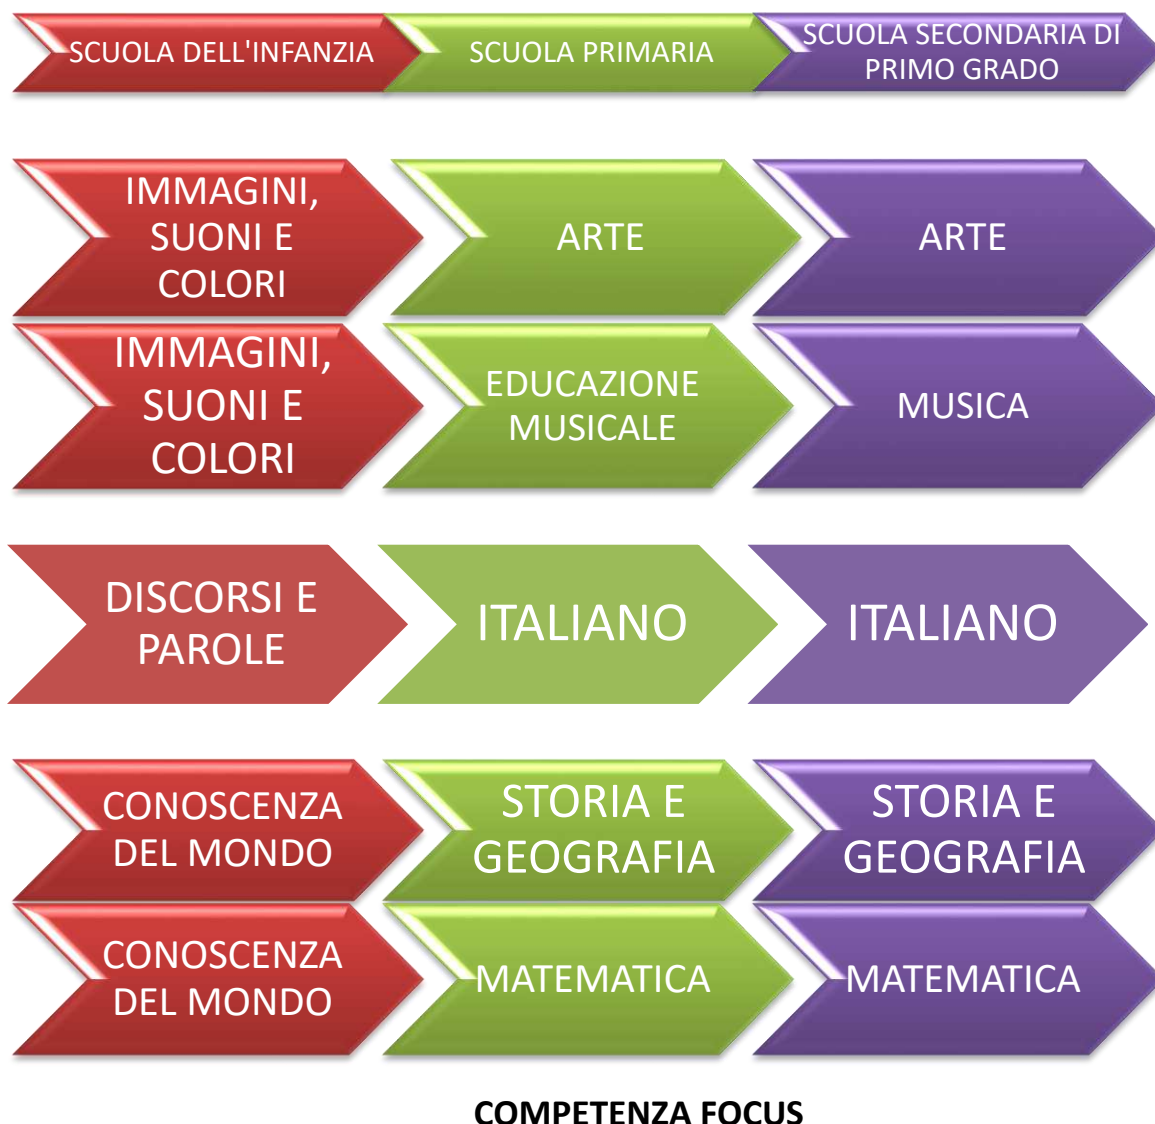 SCUOLA DELL'INFANZIA
SCUOLA PRIMARIA
SCUOLA SECONDARIA DI
PRIMO GRADO
IMMAGINI,
SUONI E
COLORI
ARTE
ARTE
IMMAGINI,
SUONI E
COLORI
EDUCAZIONE
MUSICALE
MUSICA
DISCORSI E
PAROLE
ITALIANO
ITALIANO
CONOSCENZA
DEL MONDO
STORIA E
GEOGRAFIA
STORIA E
GEOGRAFIA
CONOSCENZA
DEL MONDO
MATEMATICA
MATEMATICA
COMPETENZA FOCUS